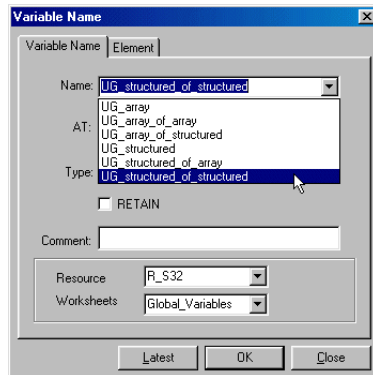 Variable Name
Variable Name Element
Name: UG_structured_of_structured
UG_array
UG_array_of_array
AT: UG_array_of_structured
UG_structured
UG_structured_of_array
Type: UG_structured_of_structured
RETAIN
Comment:
Resource R_S32
Worksheets Global_Variables
Latest OK Close